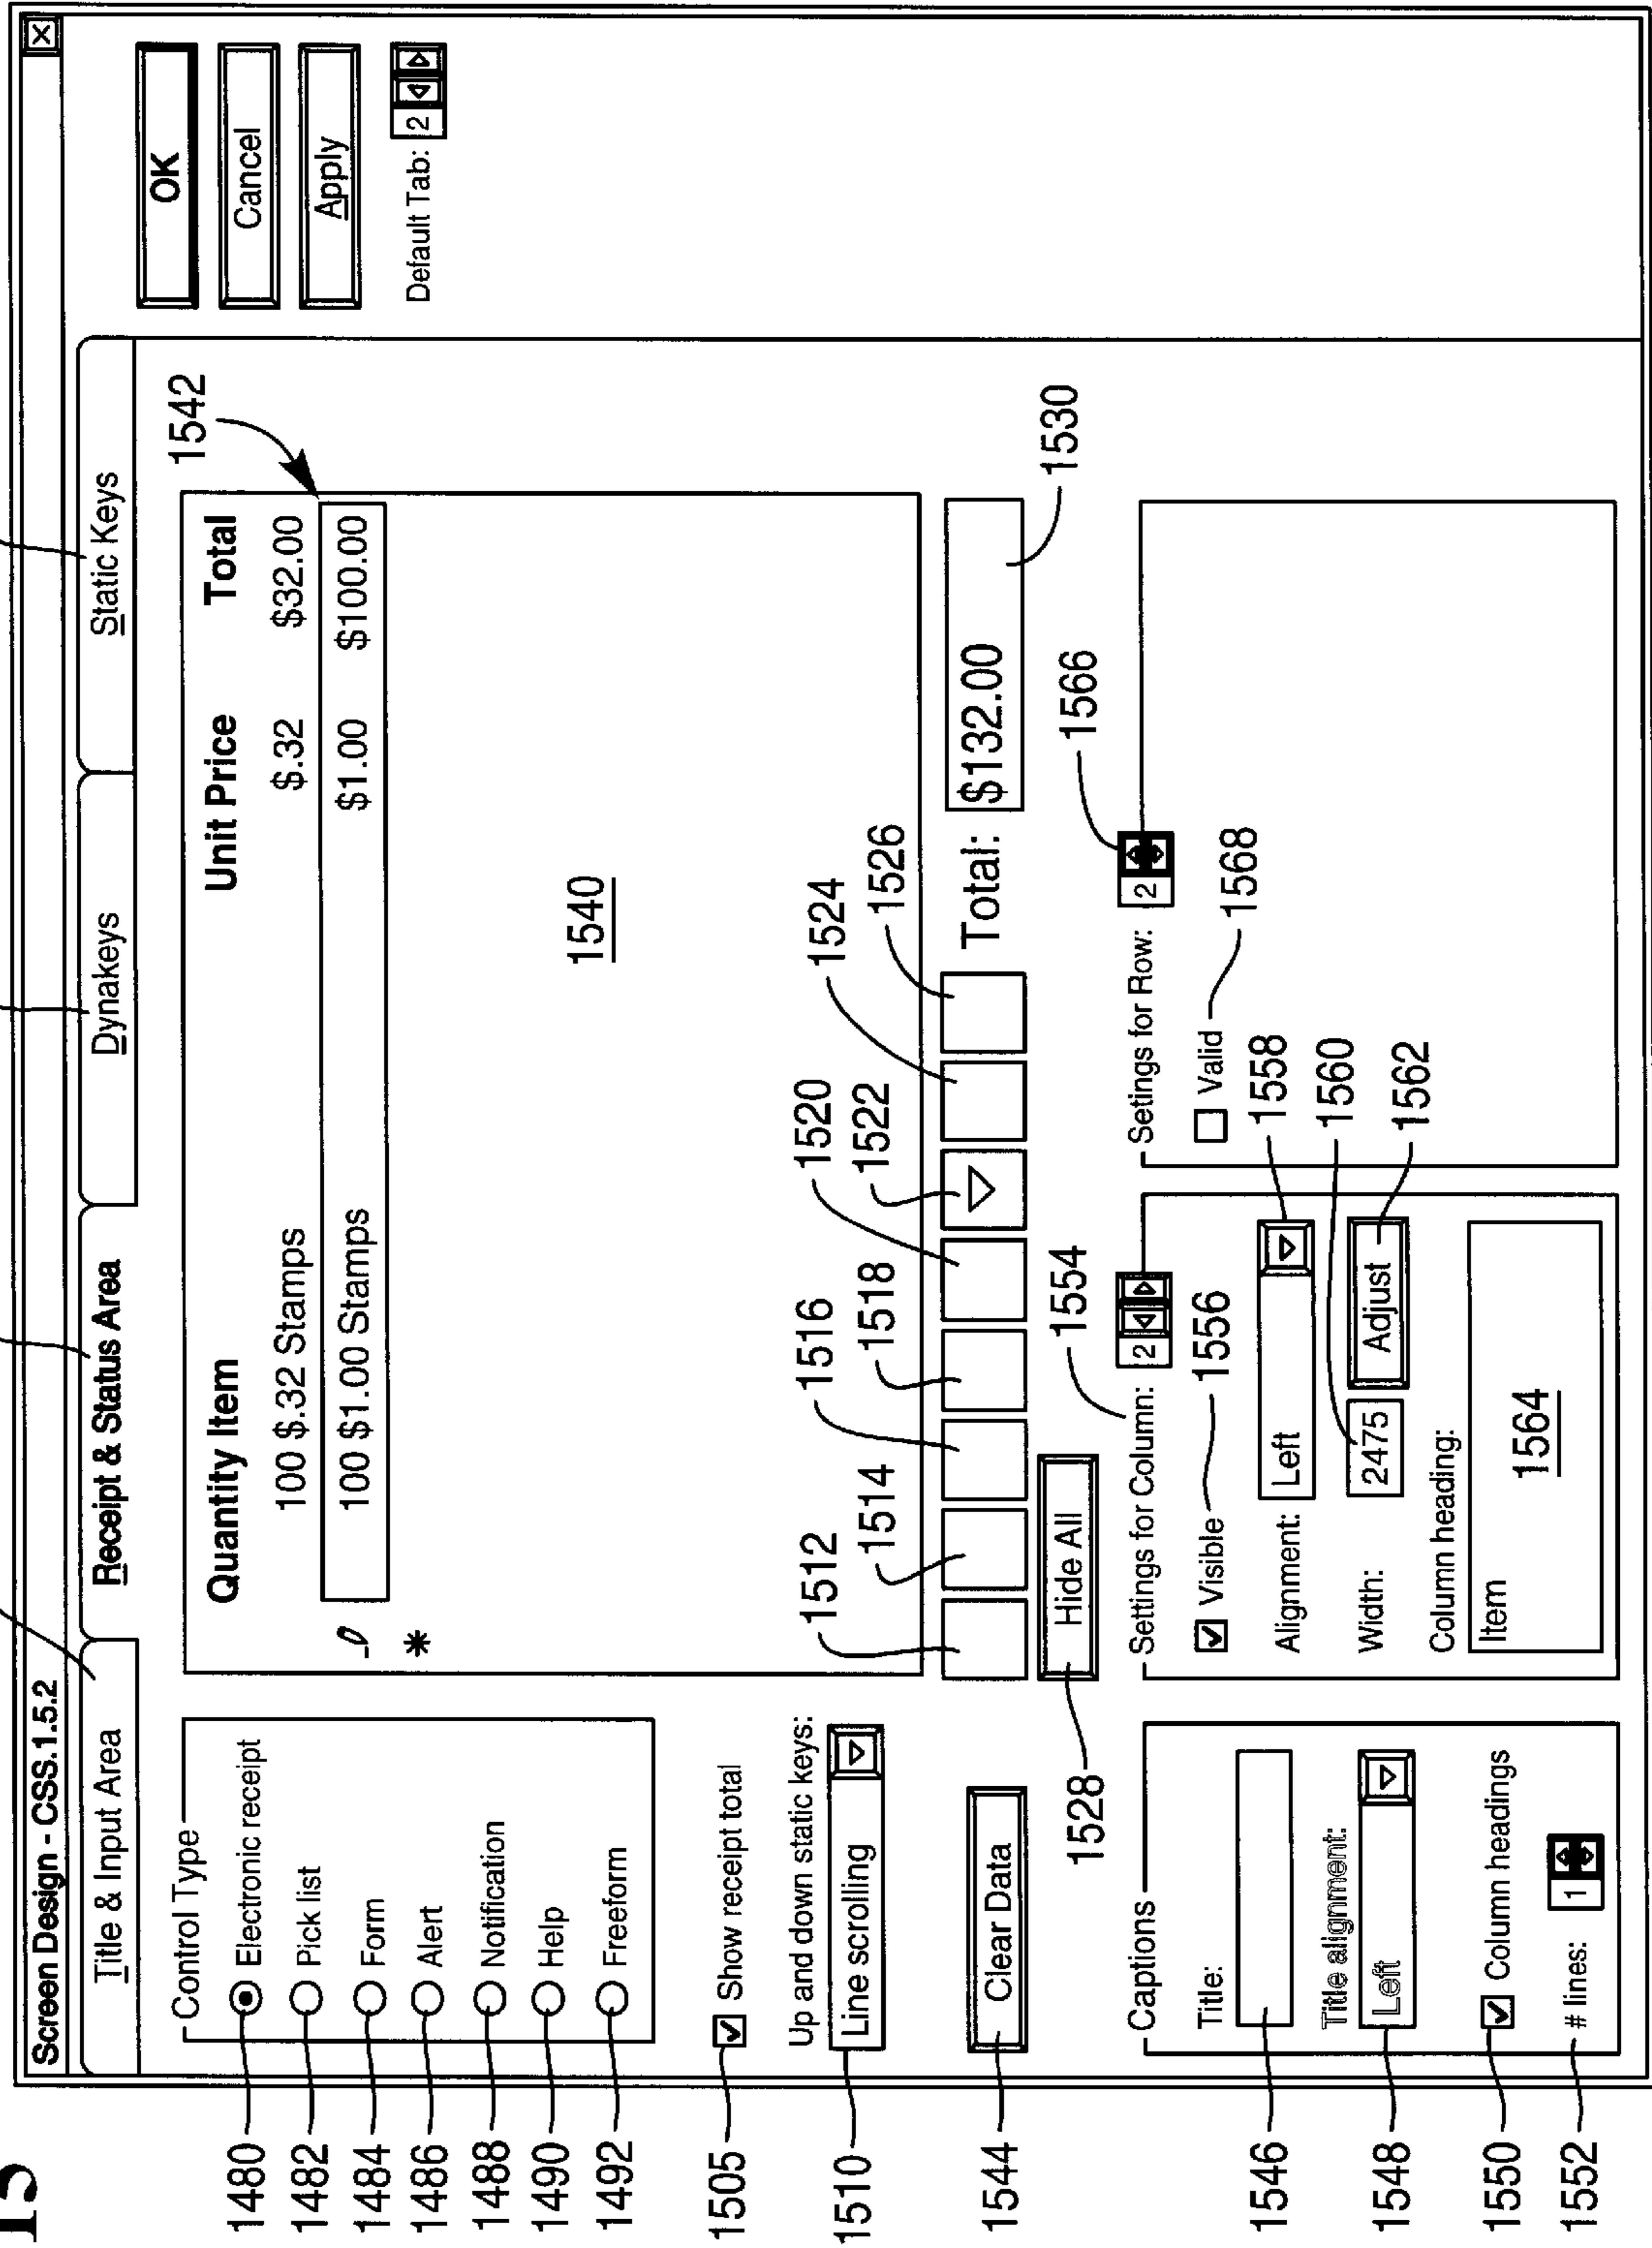 15
Screen Design - CSS.1.5.2
Title & Input Area
Receipt & Status Area
Dynakeys
Static Keys
OK
Cancel
Apply
Default Tab: 2
Control Type
1480
Electronic receipt
1482
Pick list
1484
Form
1486
Alert
1488
Notification
1490
Help
1492
Freeform
1505
Show receipt total
Up and down static keys:
1510
Line scrolling
1544
Clear Data
Quantity Item Unit Price Total
100 $.32 Stamps $.32 $32.00
100 $1.00 Stamps $1.00 $100.00
*
1542
1540
1512
1514
1516
1518
1520
1522
1524
1526
Total: $132.00
1530
1528
Hide All
Captions
Title:
1546
Title alignment:
1548
Left
1550
Column headings
1552
# lines: 1
Settings for Column: 2
1554
Visible
1556
Alignment: Left
1558
Width: 2475
1560
Adjust
1562
Column heading:
Item
1564
Setings for Row: 2
1566
Valid
1568